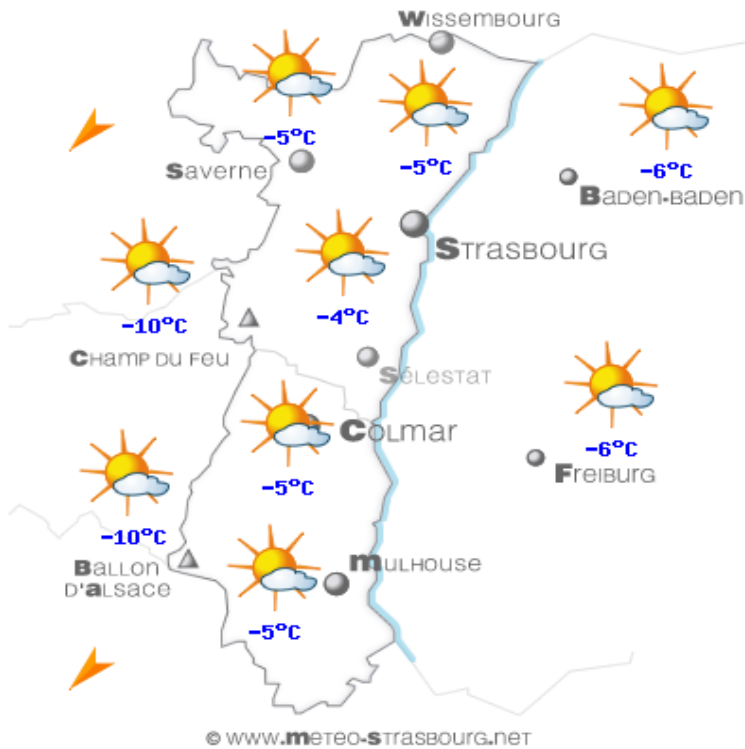 Wissembourg
-5°C
-5°C
-6°C
Saverne
Baden-Baden
Strasbourg
-10°C
-4°C
Champ du Feu
Sélestat
Colmar
-6°C
Freiburg
-5°C
-10°C
Ballon
d'Alsace
mulhouse
-5°C
© www.meteo-strasbourg.net